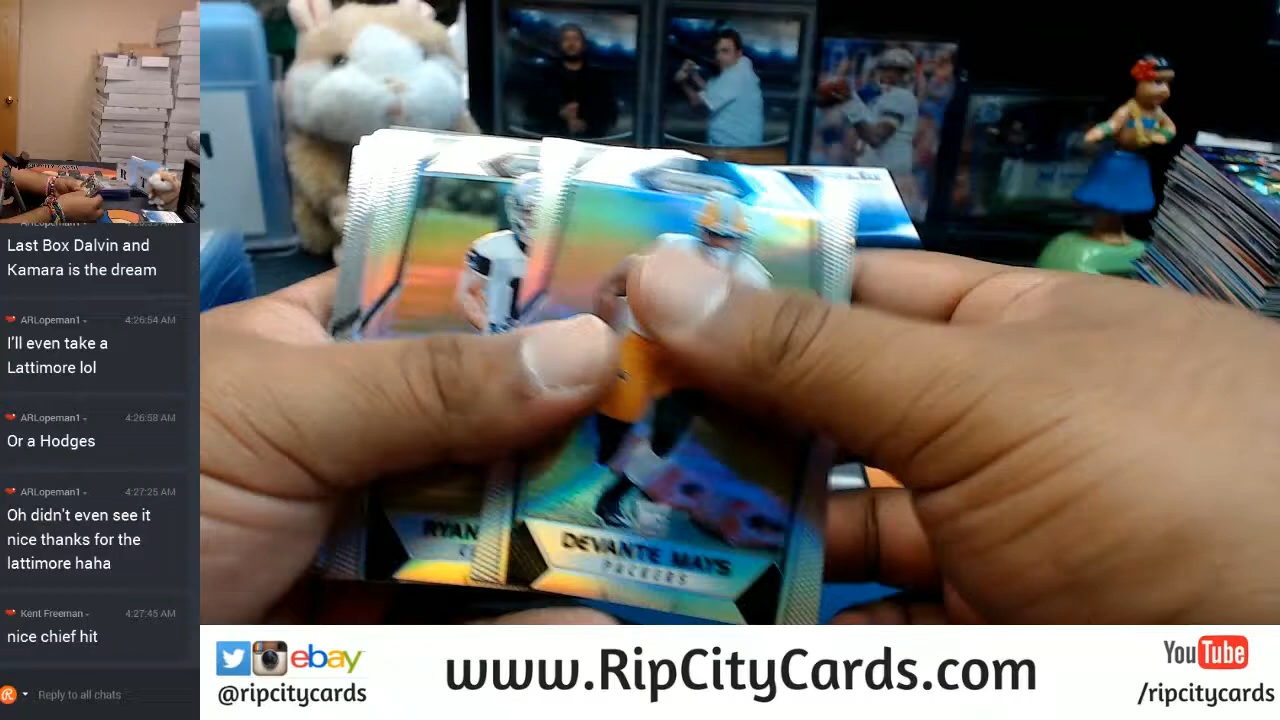 ARLopeman1
Last Box Dalvin and
Kamara is the dream
ARLopeman1 4:26:54 AM
I'll even take a
Lattimore lol
ARLopeman1 4:26:58 AM
Or a Hodges
ARLopeman1 4:27:25 AM
Oh didn't even see it
nice thanks for the
lattimore haha
Kent Freeman 4:27:45 AM
nice chief hit
Reply to all chats
RYAN
DEVANTE MAYS
PACKERS
ebay
@ripcitycards
www.RipCityCards.com
YouTube
/ripcitycards